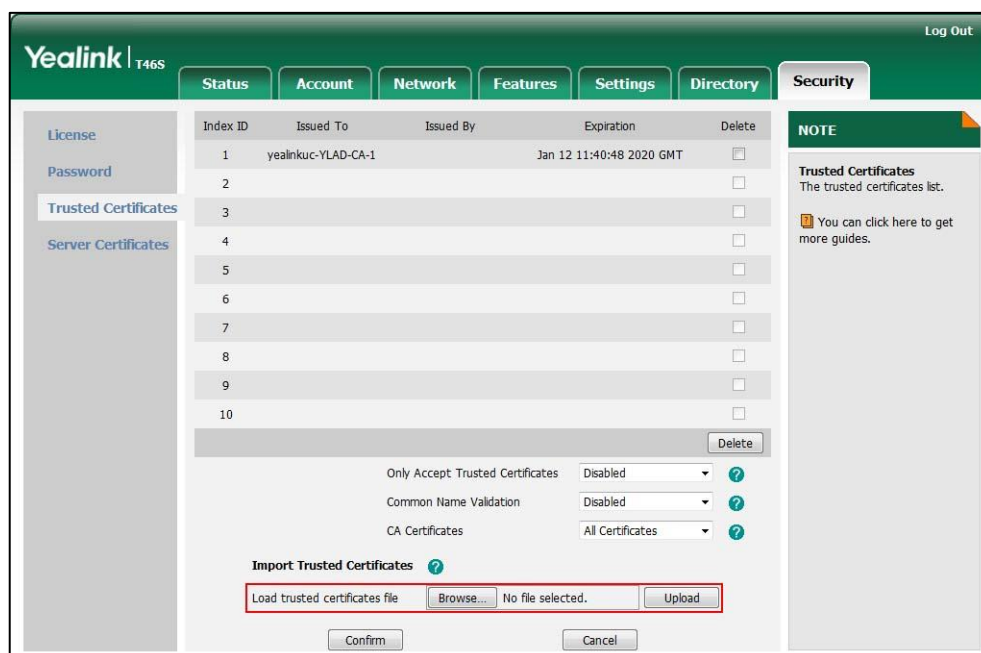 Log Out
Yealink T46S
Status Account Network Features Settings Directory Security
License
Password
Trusted Certificates
Server Certificates
Index ID Issued To Issued By Expiration Delete
1 yealinkuc-YLAD-CA-1 Jan 12 11:40:48 2020 GMT
2
3
4
5
6
7
8
9
10
Delete
Only Accept Trusted Certificates Disabled ?
Common Name Validation Disabled ?
CA Certificates All Certificates ?
Import Trusted Certificates ?
Load trusted certificates file Browse... No file selected. Upload
Confirm Cancel
NOTE
Trusted Certificates
The trusted certificates list.
? You can click here to get
more guides.